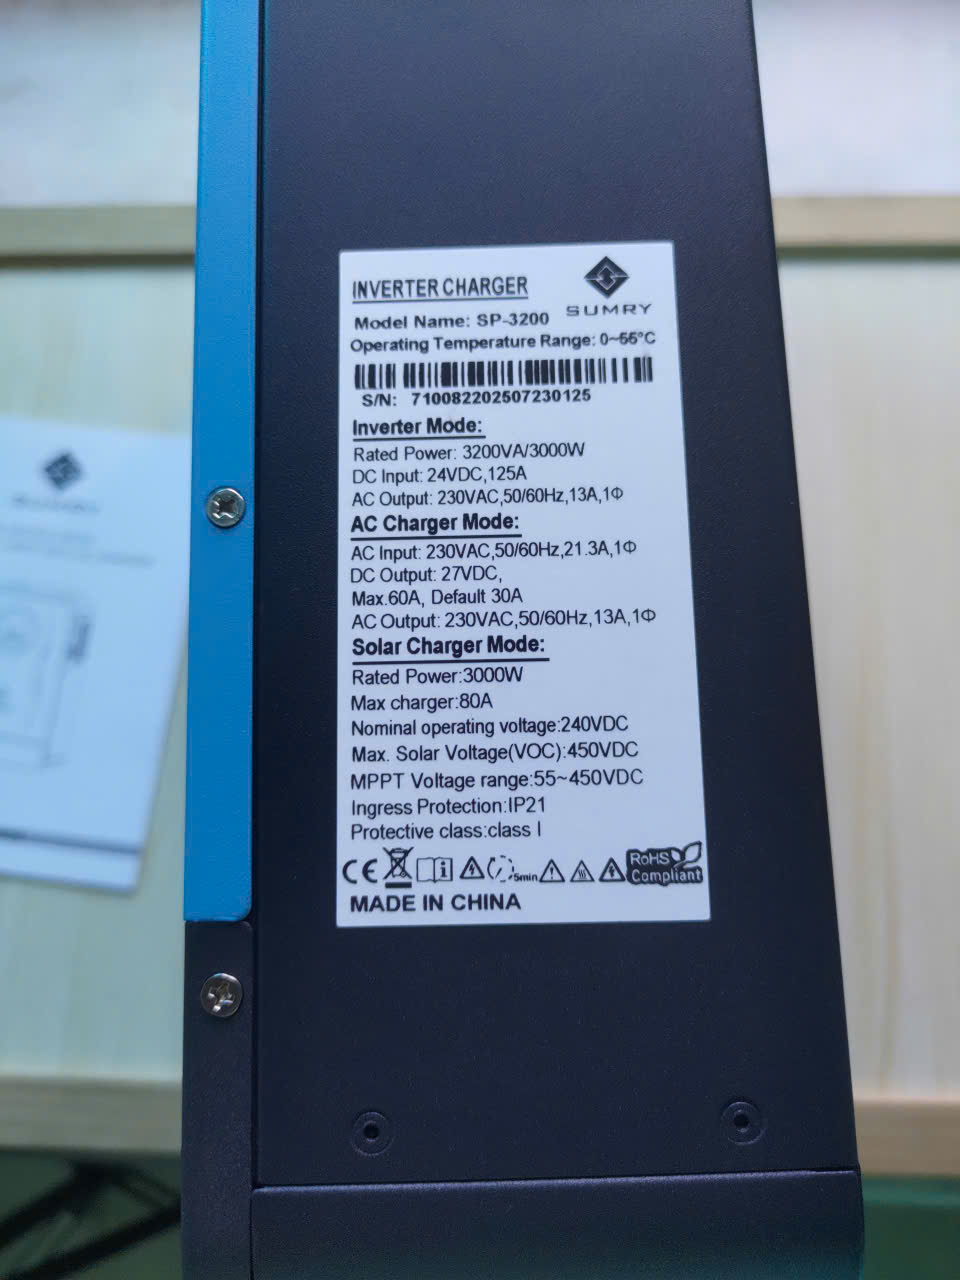 INVERTER CHARGER
SUMRY
Model Name: SP-3200
Operating Temperature Range: 0~55°C
S/N: 710082202507230125
Inverter Mode:
Rated Power: 3200VA/3000W
DC Input: 24VDC,125A
AC Output: 230VAC,50/60Hz,13A,1Φ
AC Charger Mode:
AC Input: 230VAC,50/60Hz,21.3A,1Φ
DC Output: 27VDC,
Max.60A, Default 30A
AC Output: 230VAC,50/60Hz,13A,1Φ
Solar Charger Mode:
Rated Power:3000W
Max charger:80A
Nominal operating voltage:240VDC
Max. Solar Voltage(VOC):450VDC
MPPT Voltage range:55~450VDC
Ingress Protection:IP21
Protective class:class I
CE 5min RoHS
Compliant
MADE IN CHINA